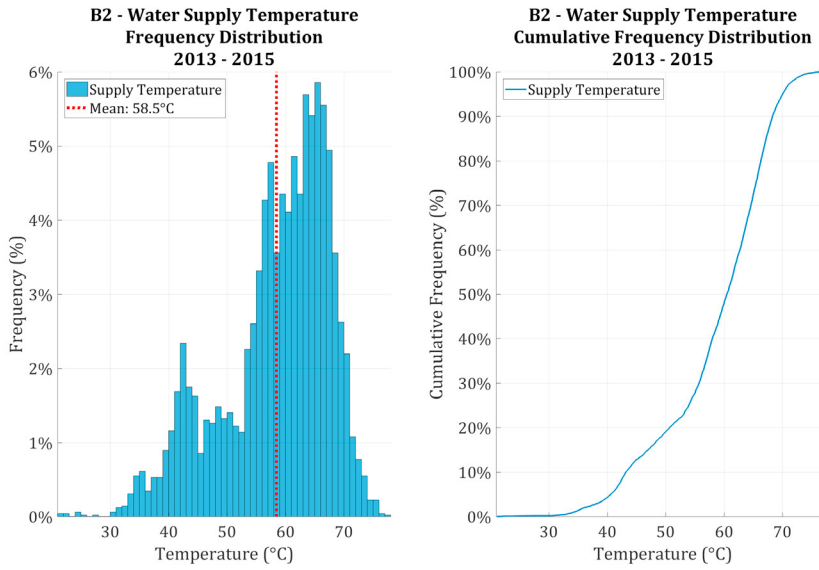 B2 - Water Supply Temperature
Frequency Distribution
2013 - 2015
Supply Temperature
Mean: 58.5°C
6%
5%
4%
3%
2%
1%
0%
Frequency (%)
30 40 50 60 70
Temperature (°C)
B2 - Water Supply Temperature
Cumulative Frequency Distribution
2013 - 2015
Supply Temperature
100%
90%
80%
70%
60%
50%
40%
30%
20%
10%
0%
Cumulative Frequency (%)
30 40 50 60 70
Temperature (°C)